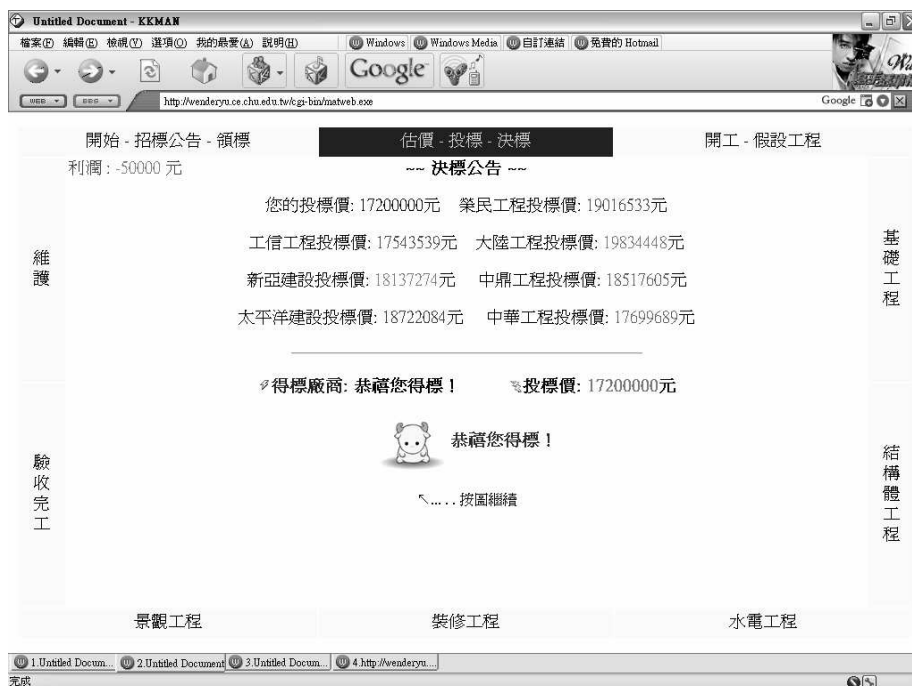 Untitled Document - KKMAN
檔案(F) 編輯(E) 檢視(V) 選項(O) 我的最愛(A) 說明(H) Windows Windows Media 自訂連結 免費的 Hotmail
Google
WEB BBS http://wenderyu.ce.chu.edu.tw/cgi-bin/matweb.exe Google
開始 - 招標公告 - 領標 估價 - 投標 - 決標 開工 - 假設工程
利潤 : -50000 元 ~~ 決標公告 ~~
您的投標價: 17200000元 榮民工程投標價: 19016533元
工信工程投標價: 17543539元 大陸工程投標價: 19834448元
新亞建設投標價: 18137274元 中鼎工程投標價: 18517605元
太平洋建設投標價: 18722084元 中華工程投標價: 17699689元
維護
基礎工程
得標廠商: 恭禧您得標！ 投標價: 17200000元
恭禧您得標！
↖.....按圖繼續
驗收完工
結構體工程
景觀工程 裝修工程 水電工程
1.Untitled Docum... 2.Untitled Document 3.Untitled Docum... 4.http://wenderyu....
完成